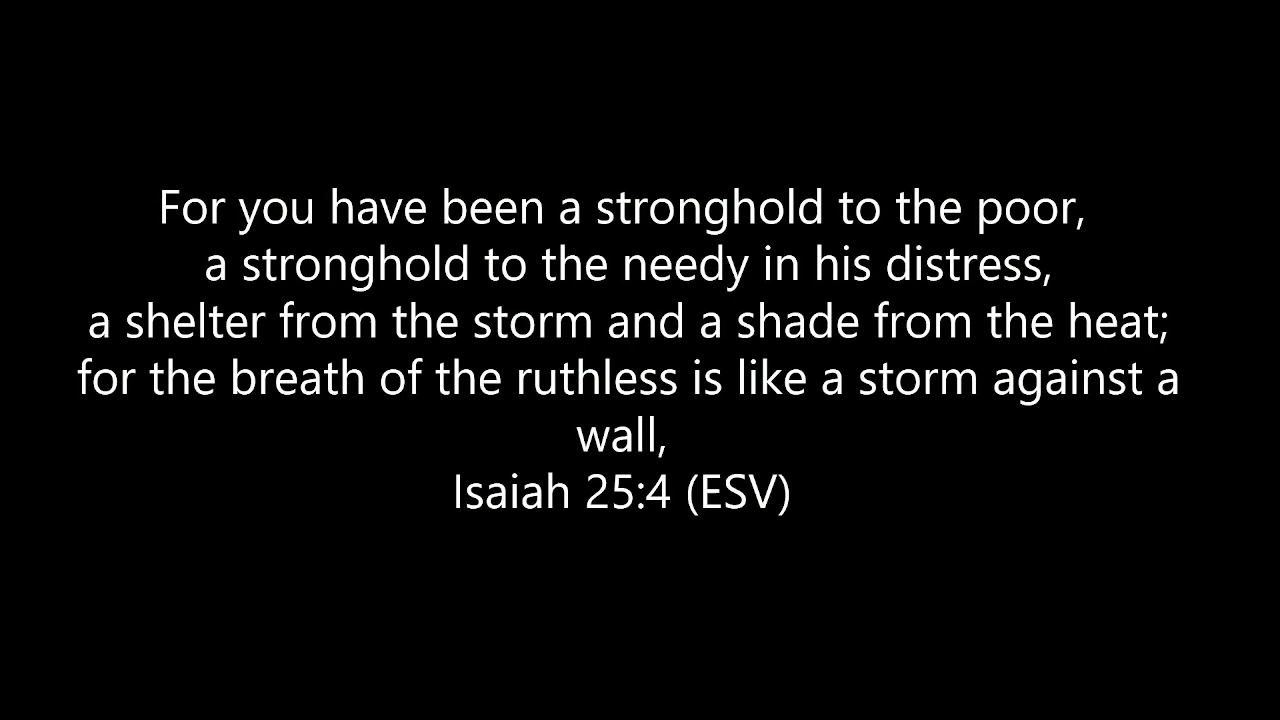 For you have been a stronghold to the poor,
a stronghold to the needy in his distress,
a shelter from the storm and a shade from the heat;
for the breath of the ruthless is like a storm against a
wall,
Isaiah 25:4 (ESV)